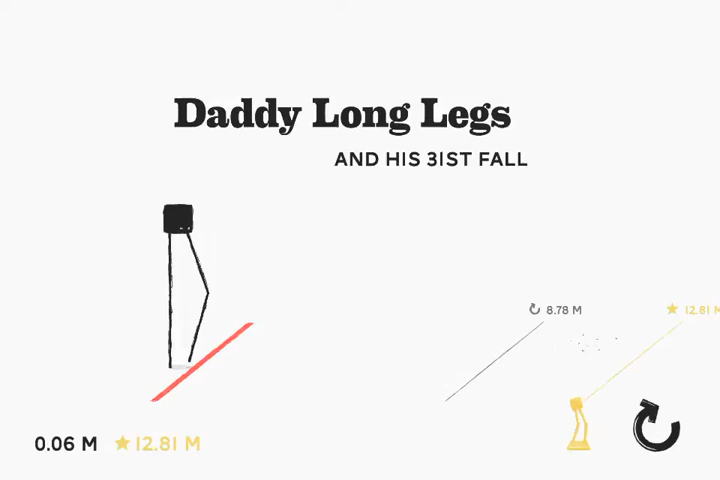 Daddy Long Legs
AND HIS 31ST FALL
8.78 M
12.81 M
0.06 M
12.81 M